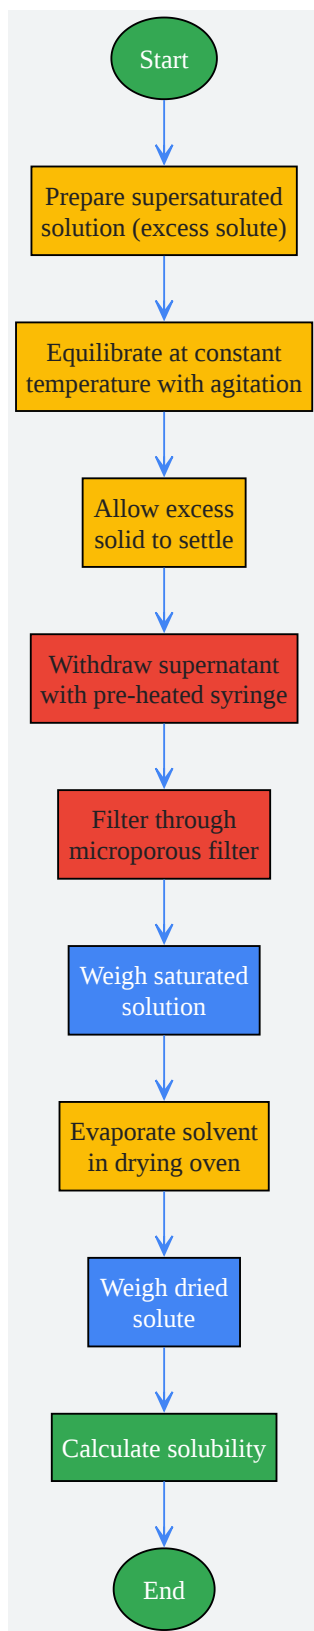 Start
Prepare supersaturated
solution (excess solute)
Equilibrate at constant
temperature with agitation
Allow excess
solid to settle
Withdraw supernatant
with pre-heated syringe
Filter through
microporous filter
Weigh saturated
solution
Evaporate solvent
in drying oven
Weigh dried
solute
Calculate solubility
End